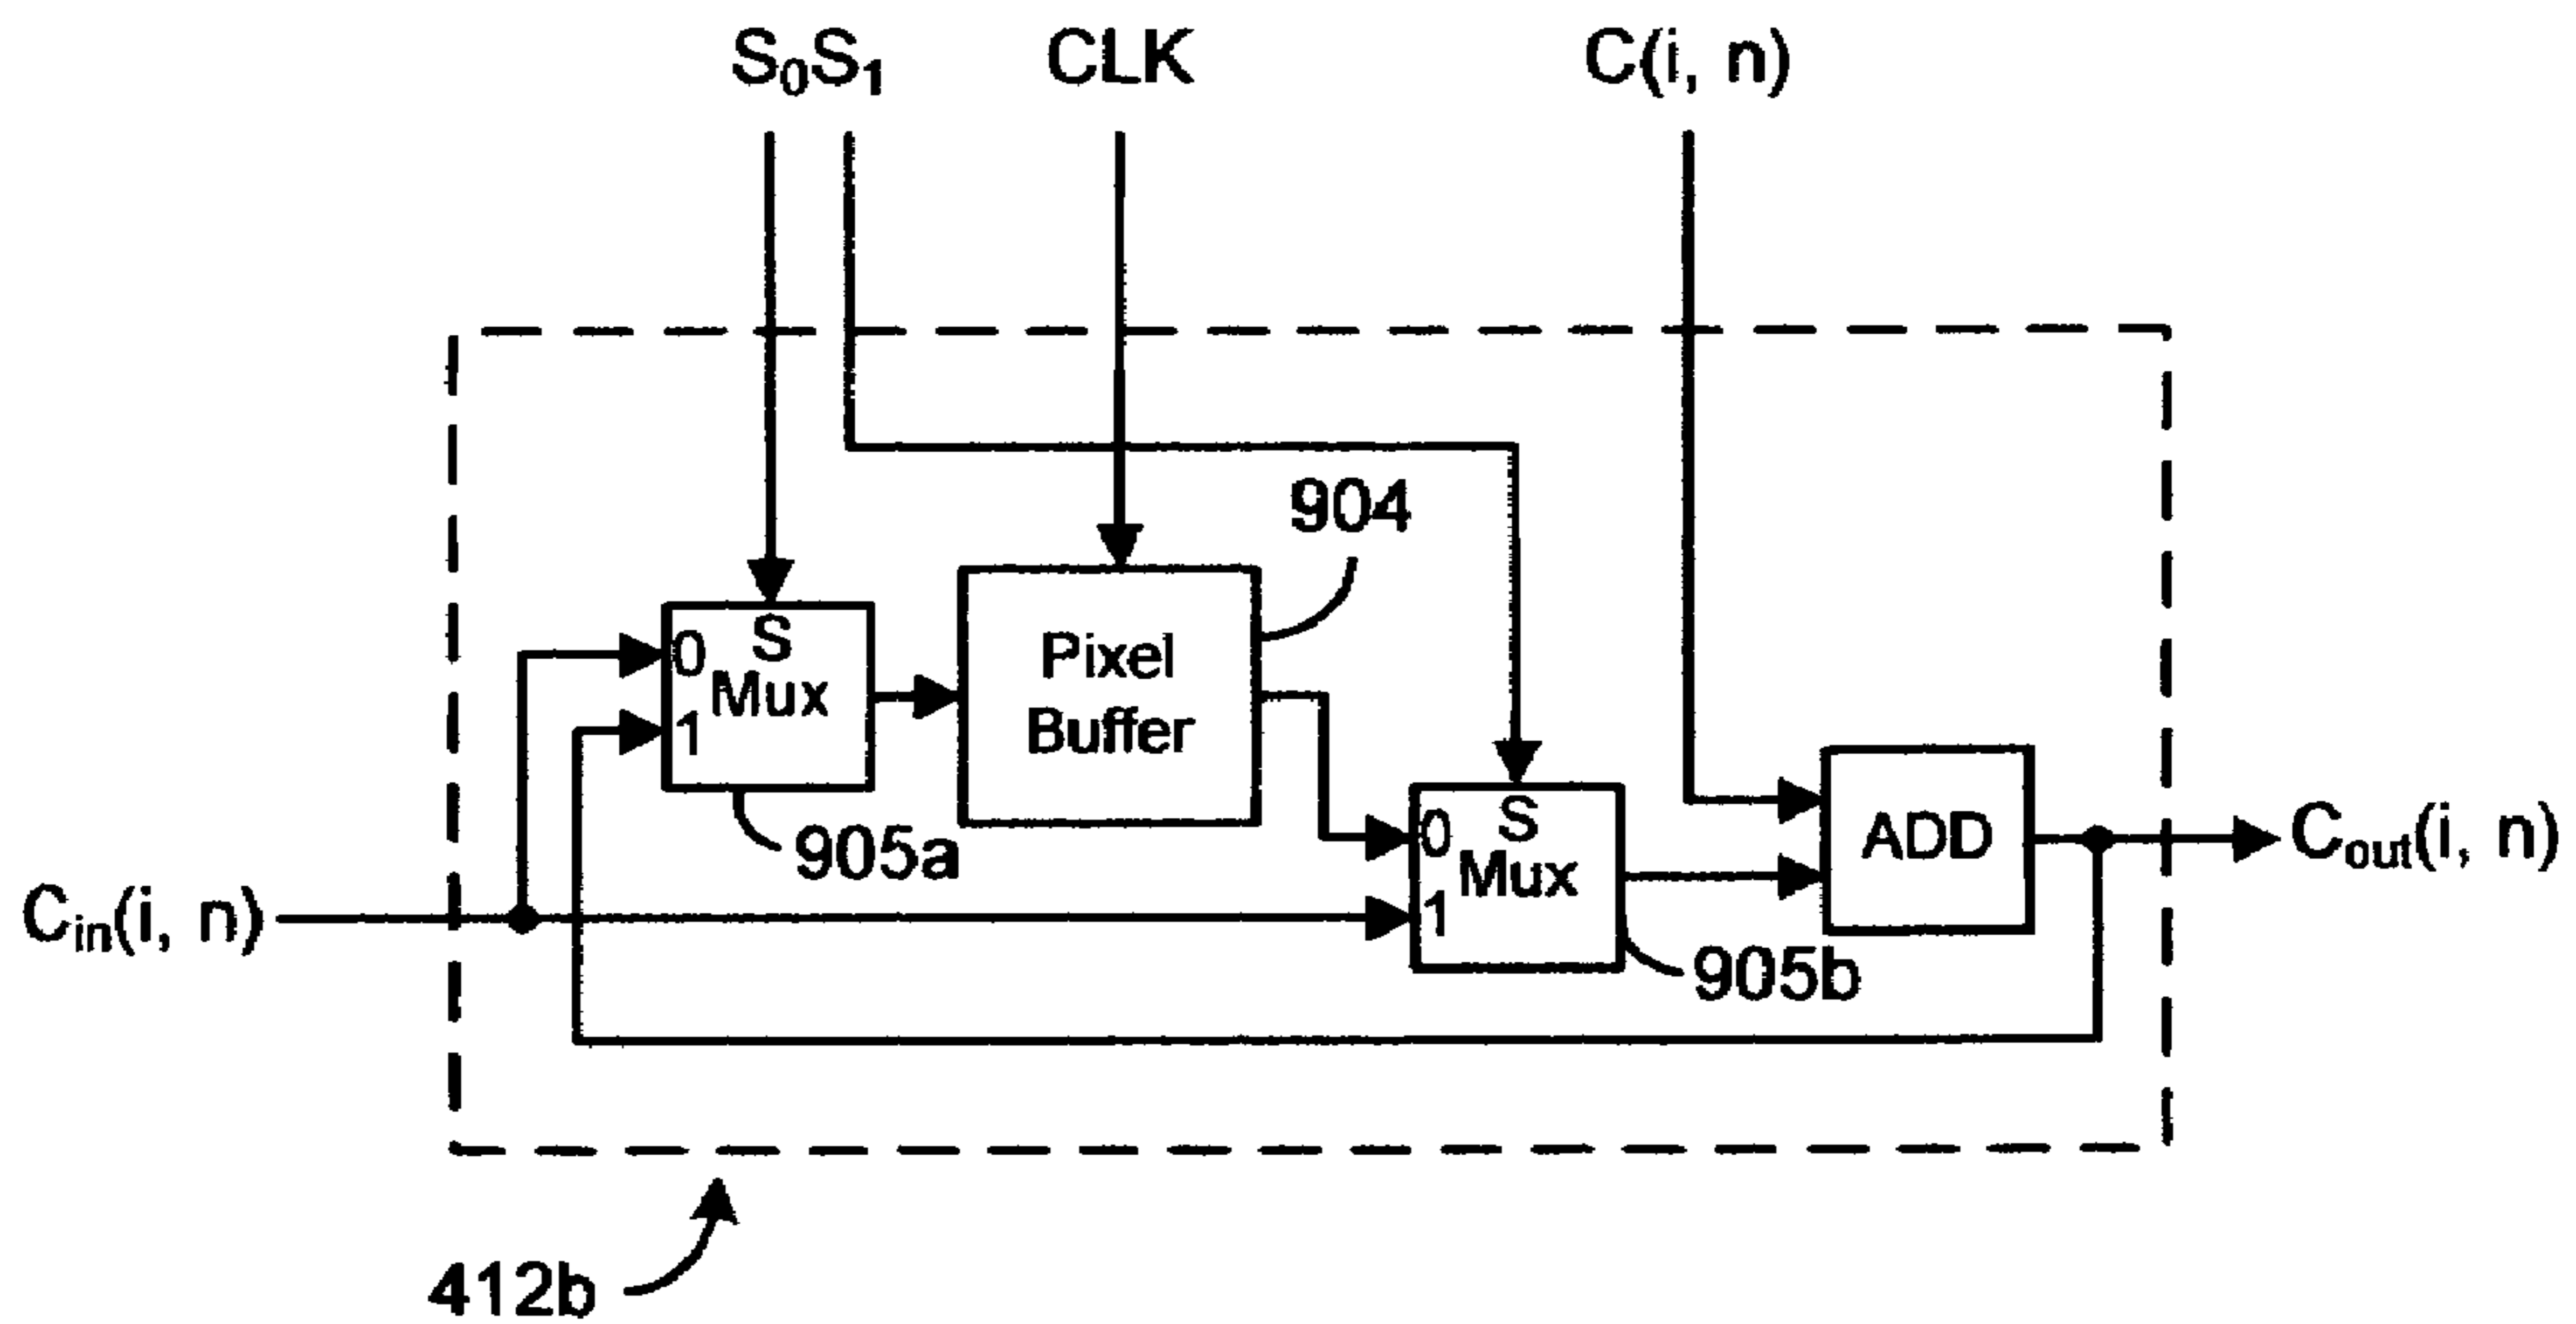 S₀S₁ CLK C(i, n)
904
S
0
Mux
1
Pixel
Buffer
905a
S
0
Mux
1
ADD
Cout(i, n)
Cin(i, n)
905b
412b